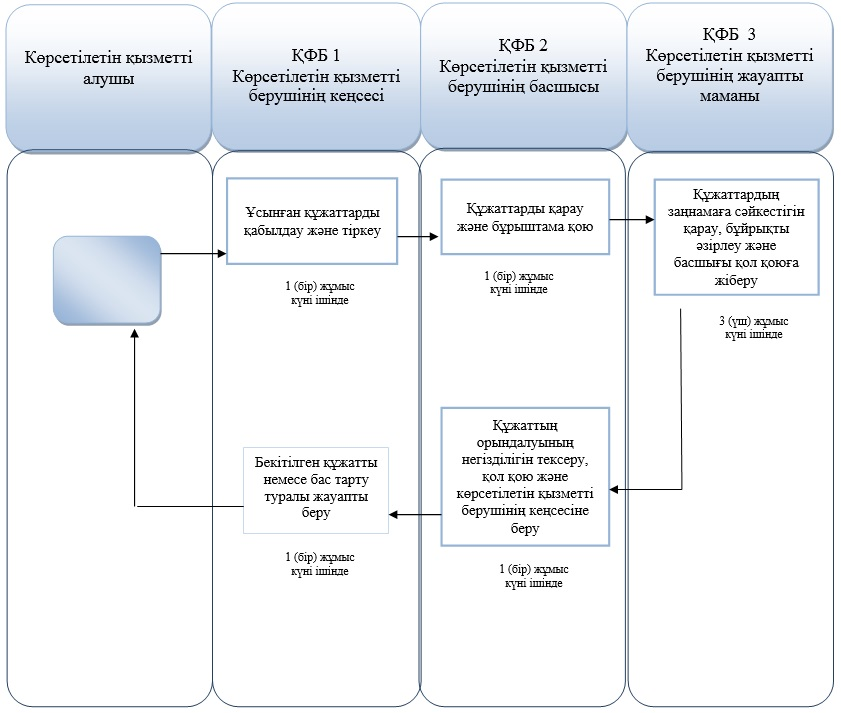 Көрсетілетін қызметті
алушы
ҚФБ 1
Көрсетілетін қызметті
берушінің кеңсесі
ҚФБ 2
Көрсетілетін қызметті
берушінің басшысы
ҚФБ 3
Көрсетілетін қызметті
берушінің жауапты
маманы
Ұсынған құжаттарды
қабылдау және тіркеу
1 (бір) жұмыс
күні ішінде
Құжаттарды қарау
және бұрыштама қою
1 (бір) жұмыс
күні ішінде
Құжаттардың
заңнамаға сәйкестігін
қарау, бұйрықты
әзірлеу және
басшығы қол қоюға
жіберу
3 (үш) жұмыс
күні ішінде
Құжаттың
орындалуының
негізділігін тексеру,
қол қою және
көрсетілетін қызметті
берушінің кеңсесіне
беру
1 (бір) жұмыс
күні ішінде
Бекітілген құжатты
немесе бас тарту
туралы жауапты
беру
1 (бір) жұмыс
күні ішінде